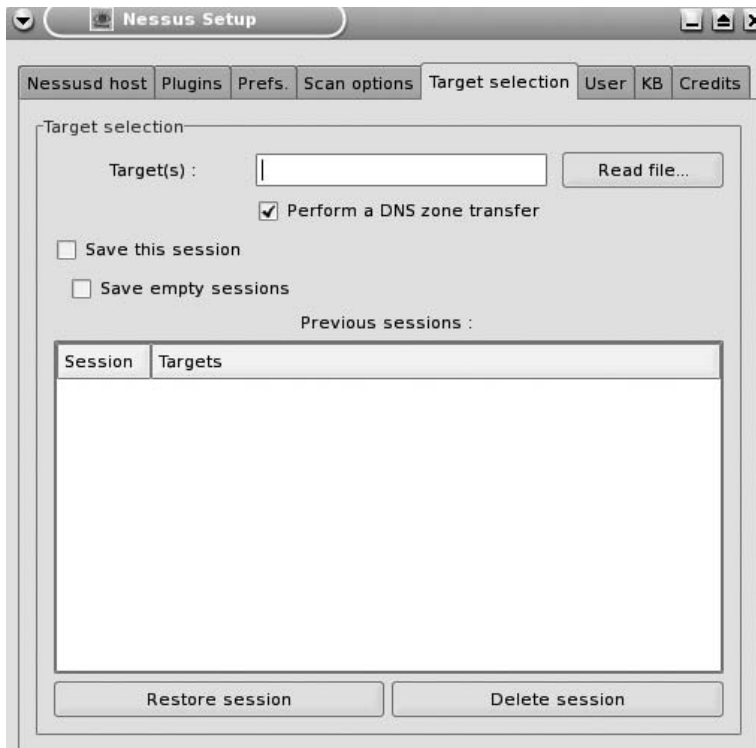 Nessus Setup
Nessusd host Plugins Prefs. Scan options Target selection User KB Credits
Target selection
Target(s) :
Read file...
Perform a DNS zone transfer
Save this session
Save empty sessions
Previous sessions :
Session Targets
Restore session Delete session